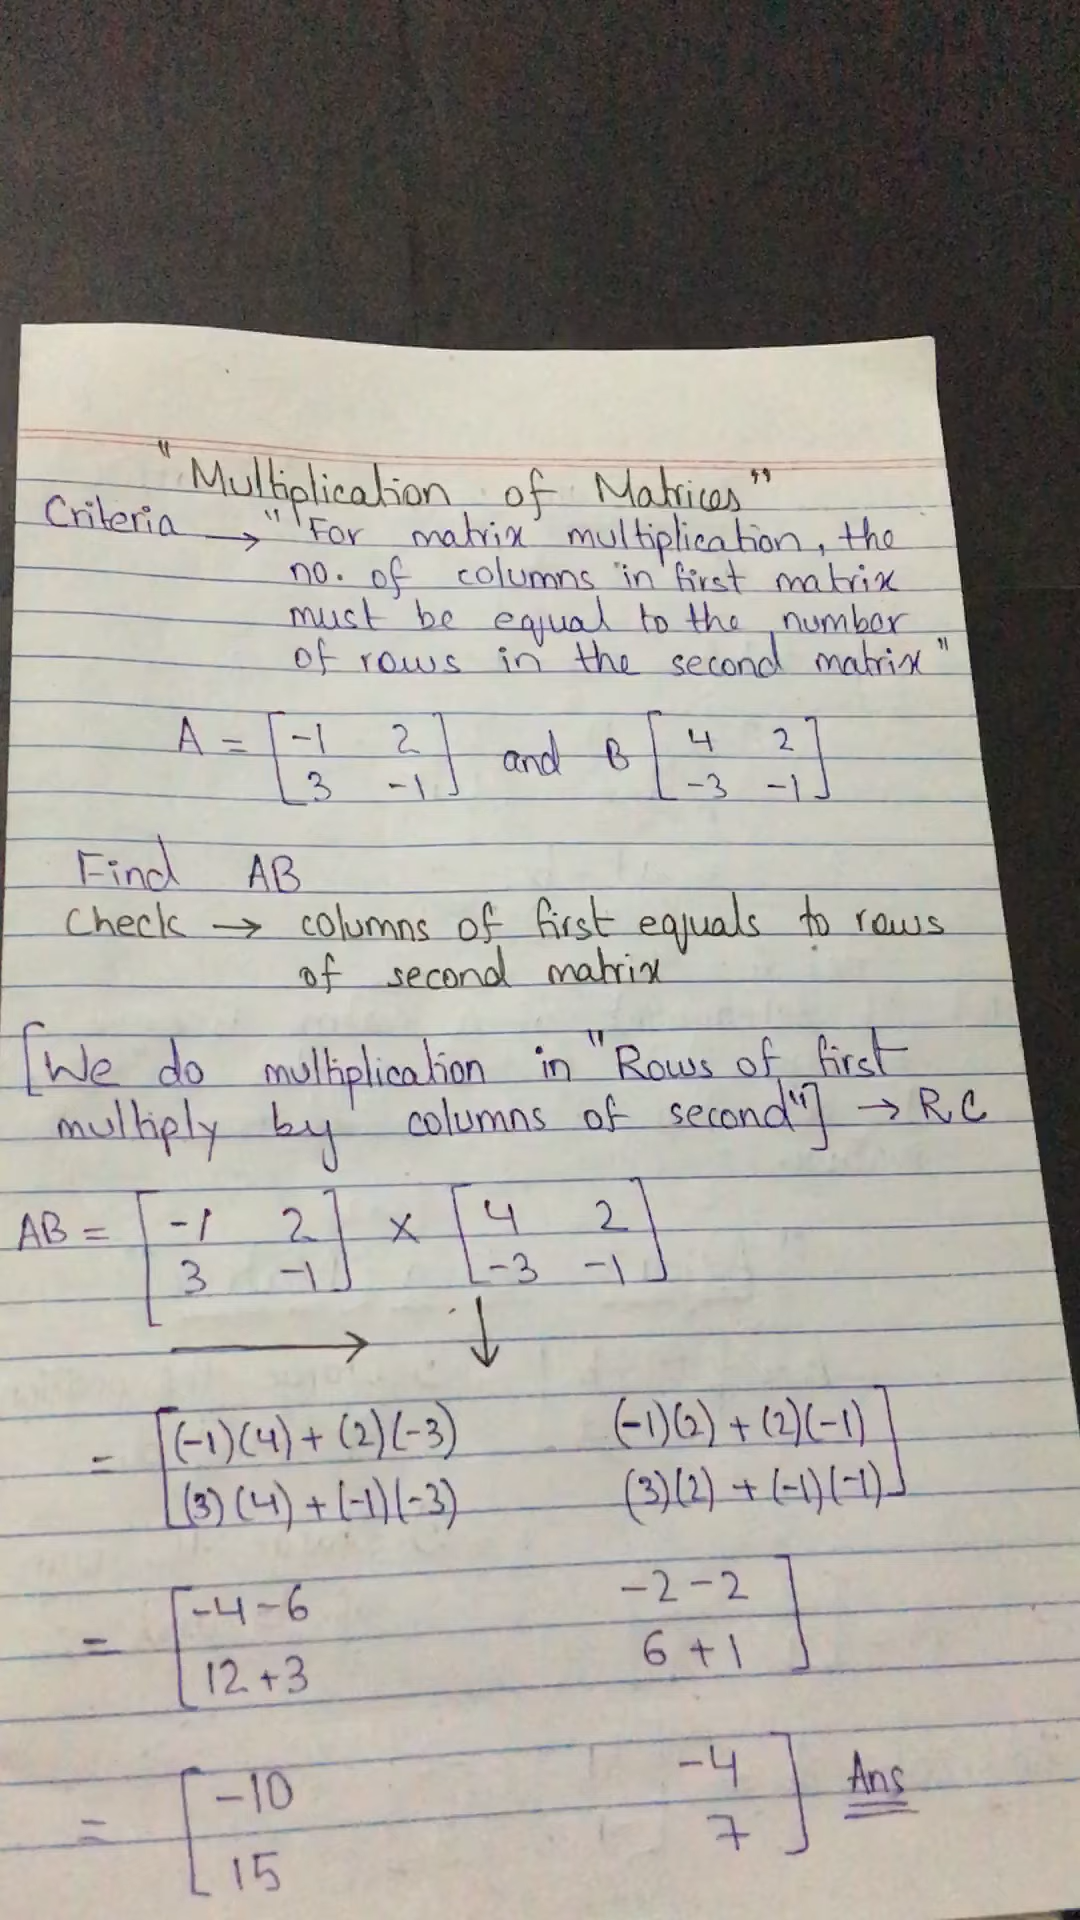 "Multiplication of Matrices"
Criteria → "For matrix multiplication, the
no. of columns in first matrix
must be equal to the number
of rows in the second matrix"
A = [-1 2
3 -1] and B [4 2
-3 -1]
Find AB
Check → columns of first equals to rows
of second matrix
[We do multiplication in "Rows of first
multiply by columns of second"] → RC
AB = [-1 2
3 -1] × [4 2
-3 -1]
→ ↓
= [(-1)(4) + (2)(-3) (-1)(2) + (2)(-1)
(3)(4) + (-1)(-3) (3)(2) + (-1)(-1)]
= [-4-6 -2-2
12+3 6+1]
= [-10 -4
15 7] Ans